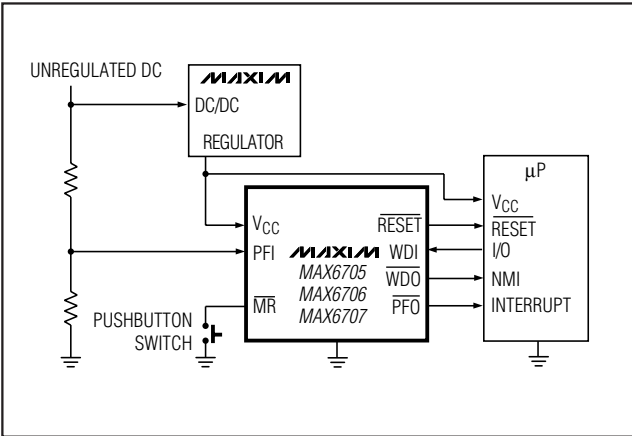 UNREGULATED DC
MAXIM
DC/DC
REGULATOR
µP
VCC
RESET
I/O
NMI
INTERRUPT
VCC
PFI
MR
RESET
WDI
WDO
PFO
MAXIM
MAX6705
MAX6706
MAX6707
PUSHBUTTON
SWITCH